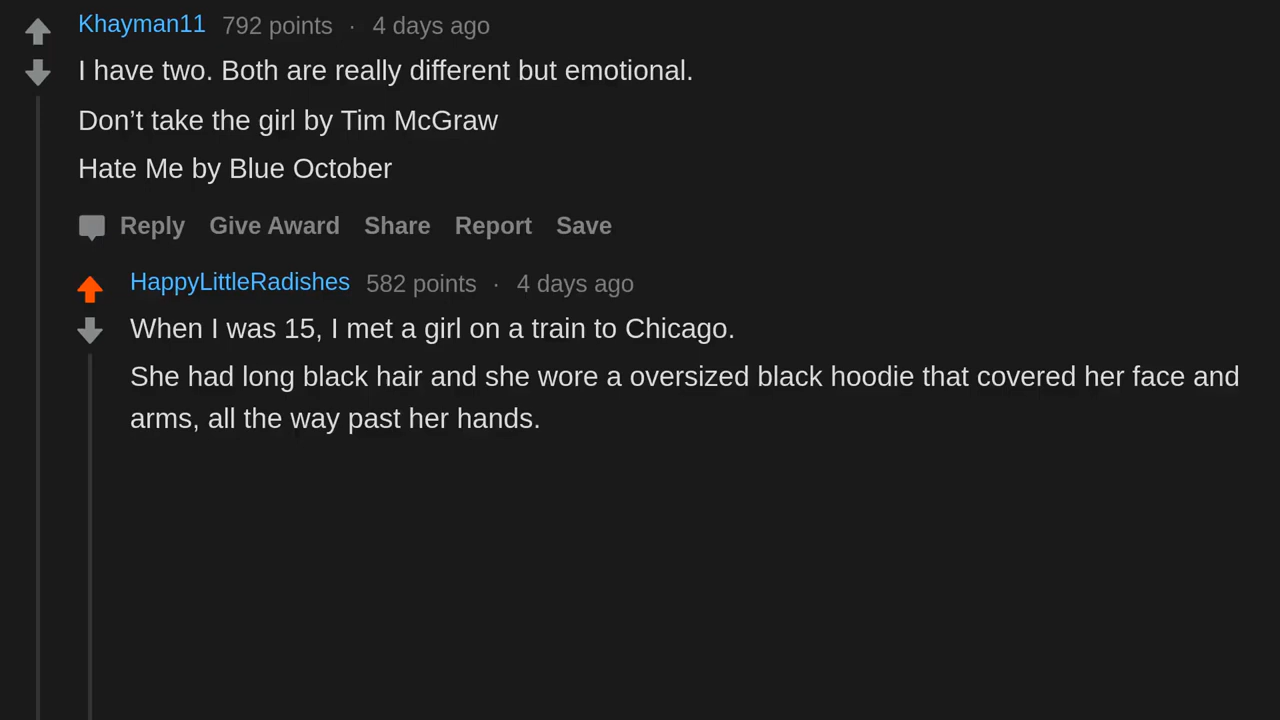 Khayman11 792 points · 4 days ago
I have two. Both are really different but emotional.
Don’t take the girl by Tim McGraw
Hate Me by Blue October
Reply Give Award Share Report Save
HappyLittleRadishes 582 points · 4 days ago
When I was 15, I met a girl on a train to Chicago.
She had long black hair and she wore a oversized black hoodie that covered her face and
arms, all the way past her hands.